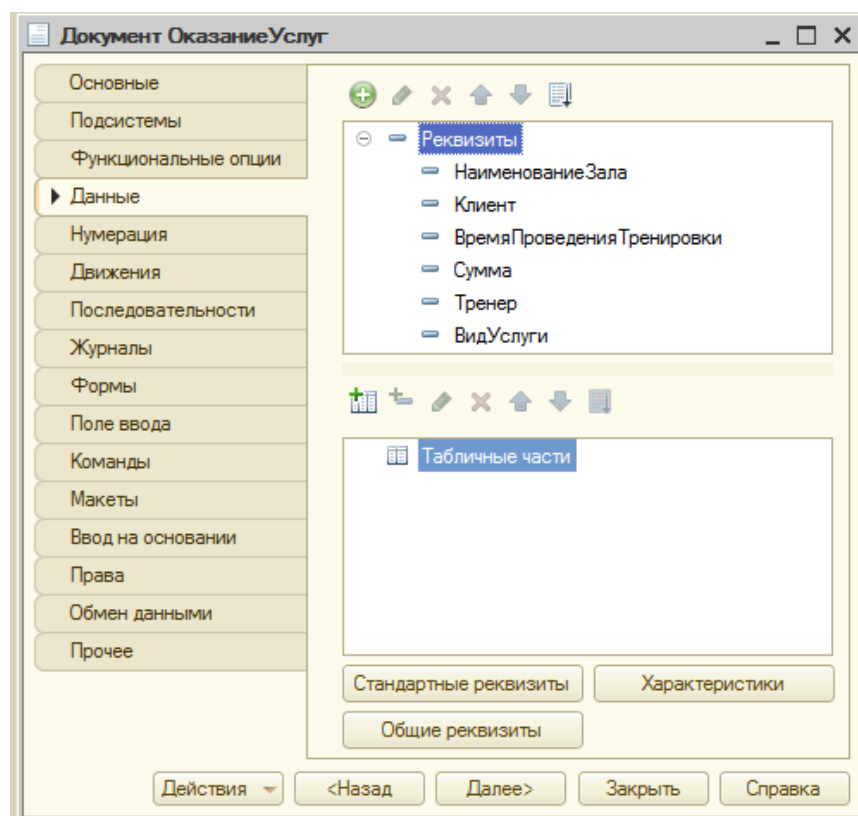 Документ ОказаниеУслуг
Основные
Подсистемы
Функциональные опции
Данные
Нумерация
Движения
Последовательности
Журналы
Формы
Поле ввода
Команды
Макеты
Ввод на основании
Права
Обмен данными
Прочее
Реквизиты
НаименованиеЗала
Клиент
ВремяПроведенияТренировки
Сумма
Тренер
ВидУслуги
Табличные части
Стандартные реквизиты
Характеристики
Общие реквизиты
Действия
<Назад
Далее>
Закрыть
Справка